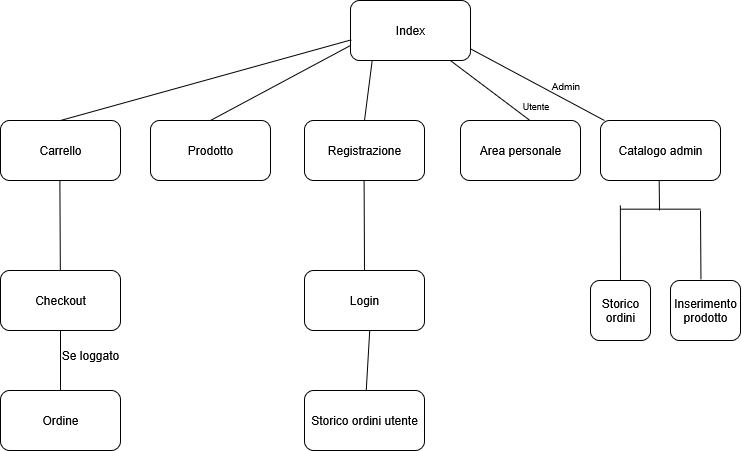 Index
Admin
Utente
Carrello
Prodotto
Registrazione
Area personale
Catalogo admin
Checkout
Login
Storico
ordini
Inserimento
prodotto
Se loggato
Ordine
Storico ordini utente